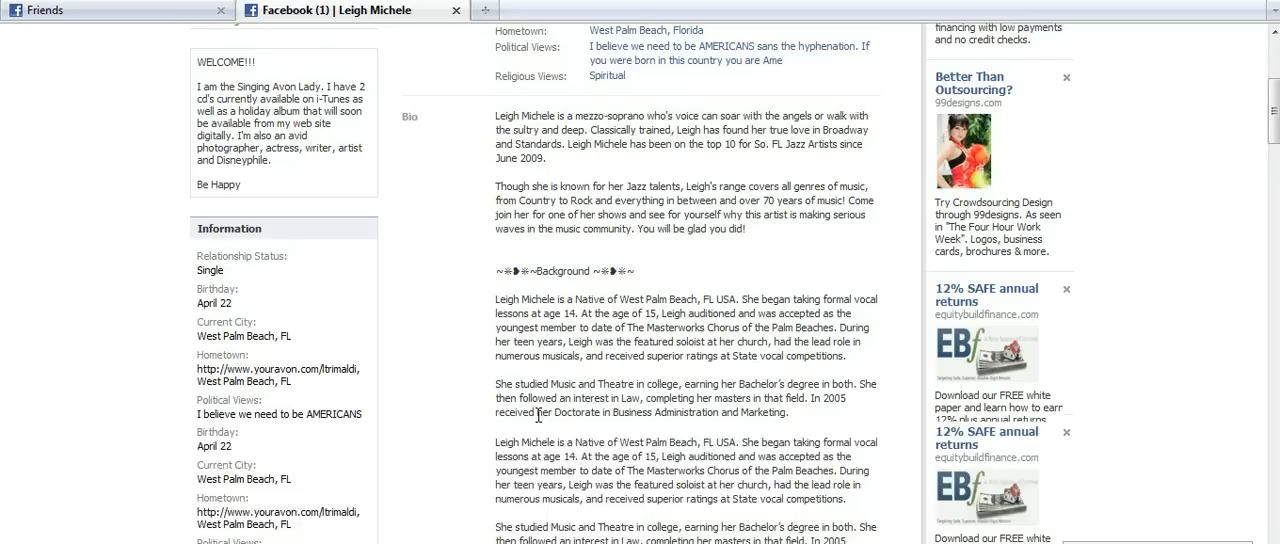 Friends
Facebook (1) | Leigh Michele
WELCOME!!!
I am the Singing Avon Lady. I have 2
cd's currently available on i-Tunes
as well as a holiday album that will soon
be available from my web site
digitally. I'm also an avid
photographer, actress, writer, artist
and Disneyphile.
Be Happy
Information
Relationship Status:
Single
Birthday:
April 22
Current City:
West Palm Beach, FL
Hometown:
http://www.youravon.com/ltrimaldi,
West Palm Beach, FL
Political Views:
I believe we need to be AMERICANS
Birthday:
April 22
Current City:
West Palm Beach, FL
Hometown:
http://www.youravon.com/ltrimaldi,
West Palm Beach, FL
Political Views:
Hometown: West Palm Beach, Florida
Political Views: I believe we need to be AMERICANS sans the hyphenation. If
you were born in this country you are Ame
Religious Views: Spiritual
Bio
Leigh Michele is a mezzo-soprano who's voice can soar with the angels or walk with
the sultry and deep. Classically trained, Leigh has found her true love in Broadway
and Standards. Leigh Michele has been on the top 10 for So. FL Jazz Artists since
June 2009.
Though she is known for her Jazz talents, Leigh's range covers all genres of music,
from Country to Rock and everything in between and over 70 years of music! Come
join her for one of her shows and see for yourself why this artist is making serious
waves in the music community. You will be glad you did!
~❊❥❊~Background ~❊❥❊~
Leigh Michele is a Native of West Palm Beach, FL USA. She began taking formal vocal
lessons at age 14. At the age of 15, Leigh auditioned and was accepted as the
youngest member to date of The Masterworks Chorus of the Palm Beaches. During
her teen years, Leigh was the featured soloist at her church, had the lead role in
numerous musicals, and received superior ratings at State vocal competitions.
She studied Music and Theatre in college, earning her Bachelor's degree in both. She
then followed an interest in Law, completing her masters in that field. In 2005
received her Doctorate in Business Administration and Marketing.
Leigh Michele is a Native of West Palm Beach, FL USA. She began taking formal vocal
lessons at age 14. At the age of 15, Leigh auditioned and was accepted as the
youngest member to date of The Masterworks Chorus of the Palm Beaches. During
her teen years, Leigh was the featured soloist at her church, had the lead role in
numerous musicals, and received superior ratings at State vocal competitions.
She studied Music and Theatre in college, earning her Bachelor's degree in both. She
then followed an interest in Law, completing her masters in that field. In 2005
financing with low payments
and no credit checks.
Better Than
Outsourcing?
99designs.com
Try Crowdsourcing Design
through 99designs. As seen
in "The Four Hour Work
Week". Logos, business
cards, brochures & more.
12% SAFE annual
returns
equitybuildfinance.com
EBf
Download our FREE white
paper and learn how to earn
12% plus annual returns
12% SAFE annual
returns
equitybuildfinance.com
EBf
Download our FREE white